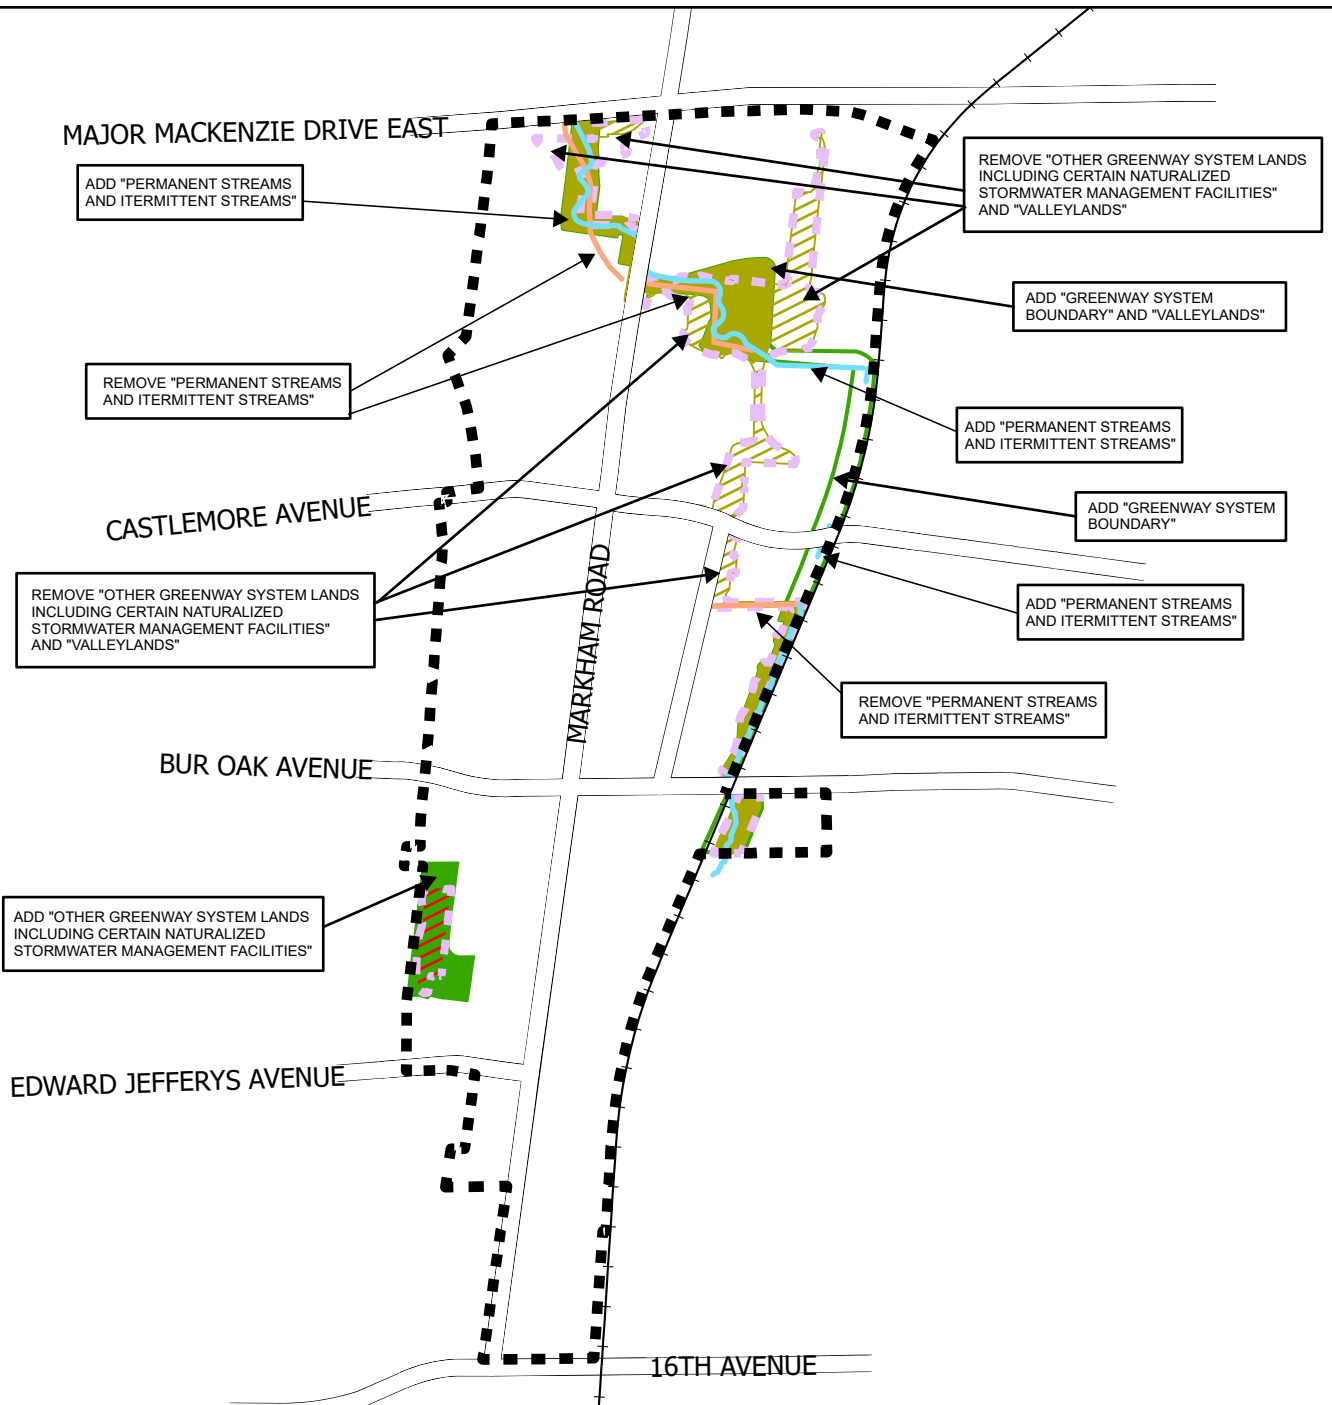 MAJOR MACKENZIE DRIVE EAST
REMOVE "OTHER GREENWAY SYSTEM LANDS
INCLUDING CERTAIN NATURALIZED
STORMWATER MANAGEMENT FACILITIES"
AND "VALLEYLANDS"
ADD "PERMANENT STREAMS
AND ITERMITTENT STREAMS"
ADD "GREENWAY SYSTEM
BOUNDARY" AND "VALLEYLANDS"
REMOVE "PERMANENT STREAMS
AND ITERMITTENT STREAMS"
ADD "PERMANENT STREAMS
AND ITERMITTENT STREAMS"
ADD "GREENWAY SYSTEM
BOUNDARY"
CASTLEMORE AVENUE
REMOVE "OTHER GREENWAY SYSTEM LANDS
INCLUDING CERTAIN NATURALIZED
STORMWATER MANAGEMENT FACILITIES"
AND "VALLEYLANDS"
MARKHAM ROAD
ADD "PERMANENT STREAMS
AND ITERMITTENT STREAMS"
REMOVE "PERMANENT STREAMS
AND ITERMITTENT STREAMS"
BUR OAK AVENUE
ADD "OTHER GREENWAY SYSTEM LANDS
INCLUDING CERTAIN NATURALIZED
STORMWATER MANAGEMENT FACILITIES"
EDWARD JEFFERYS AVENUE
16TH AVENUE